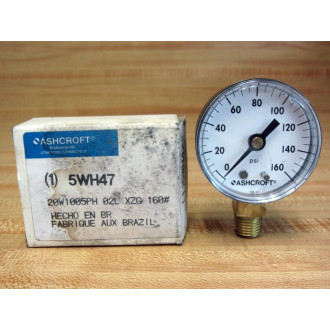 ASHCROFT
(1) 5WH47
20W1005PH 02L XZG 160#
HECHO EN BR
FABRIQUE AUX BRAZIL
0 20 40 60 80 100 120 140 160
psi
ASHCROFT